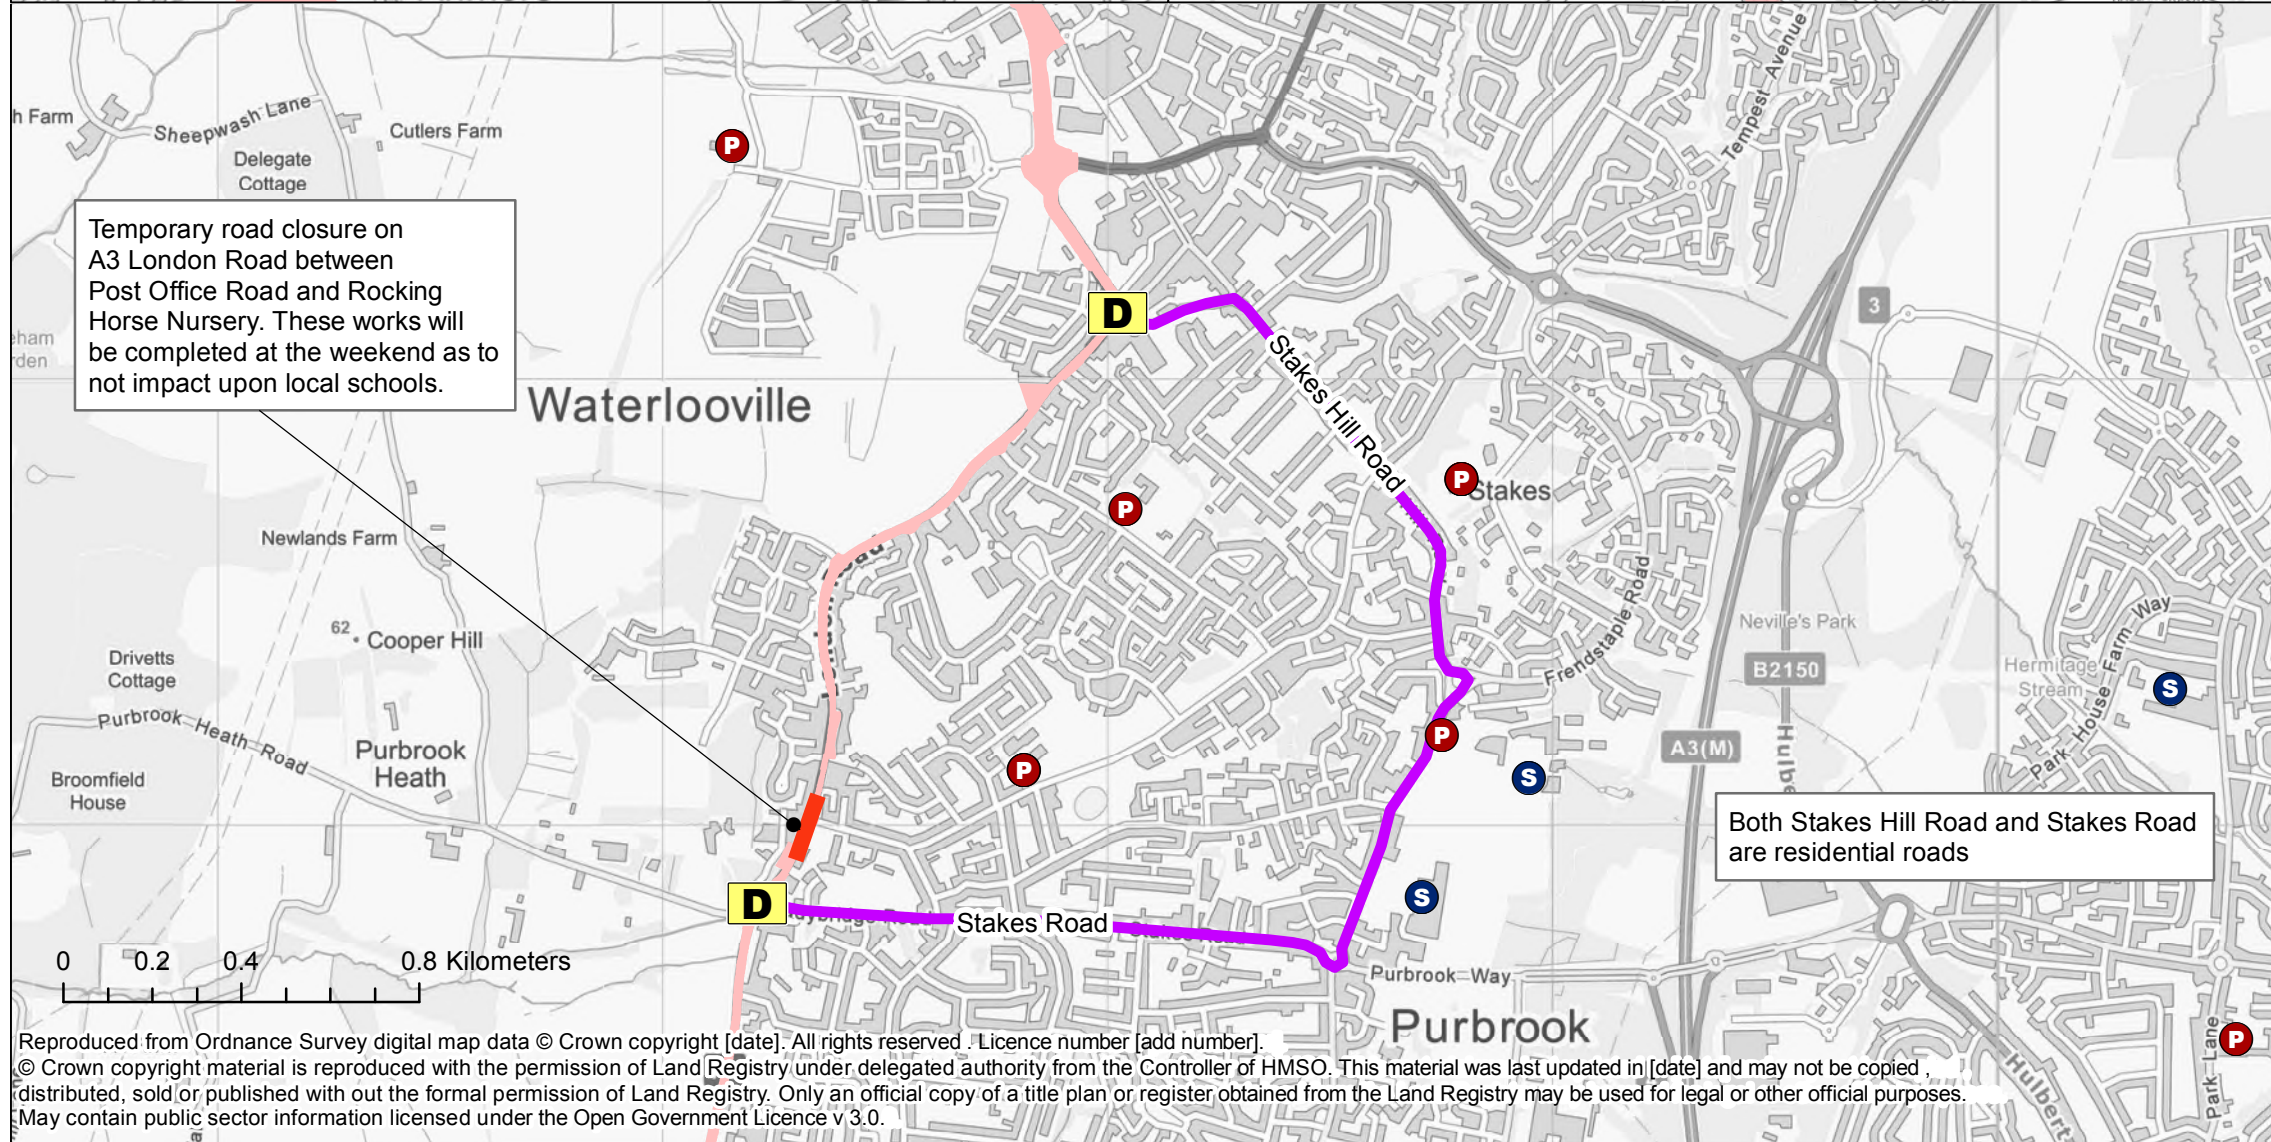 h Farm
Sheepwash Lane
Cutlers Farm
Delegate
Cottage
P
Tempest Avenue
Temporary road closure on
A3 London Road between
Post Office Road and Rocking
Horse Nursery. These works will
be completed at the weekend as to
not impact upon local schools.
D
3
eham
rden
Waterlooville
Stakes Hill Road
P
Stakes
P
Newlands Farm
Road
62
Cooper Hill
Frendstaple Road
Neville's Park
B2150
Hermitage
Stream
Park House Farm Way
S
Drivetts
Cottage
Purbrook Heath Road
Purbrook
Heath
Broomfield
House
P
P
S
A3(M)
Hulbe
Both Stakes Hill Road and Stakes Road
are residential roads
D
Stakes Road
Stakes Road
S
0 0.2 0.4 0.8 Kilometers
Purbrook Way
Purbrook
P
Park Lane
Hulbert
Reproduced from Ordnance Survey digital map data © Crown copyright [date]. All rights reserved . Licence number [add number].
© Crown copyright material is reproduced with the permission of Land Registry under delegated authority from the Controller of HMSO. This material was last updated in [date] and may not be copied ,
distributed, sold or published with out the formal permission of Land Registry. Only an official copy of a title plan or register obtained from the Land Registry may be used for legal or other official purposes.
May contain public sector information licensed under the Open Government Licence v 3.0.